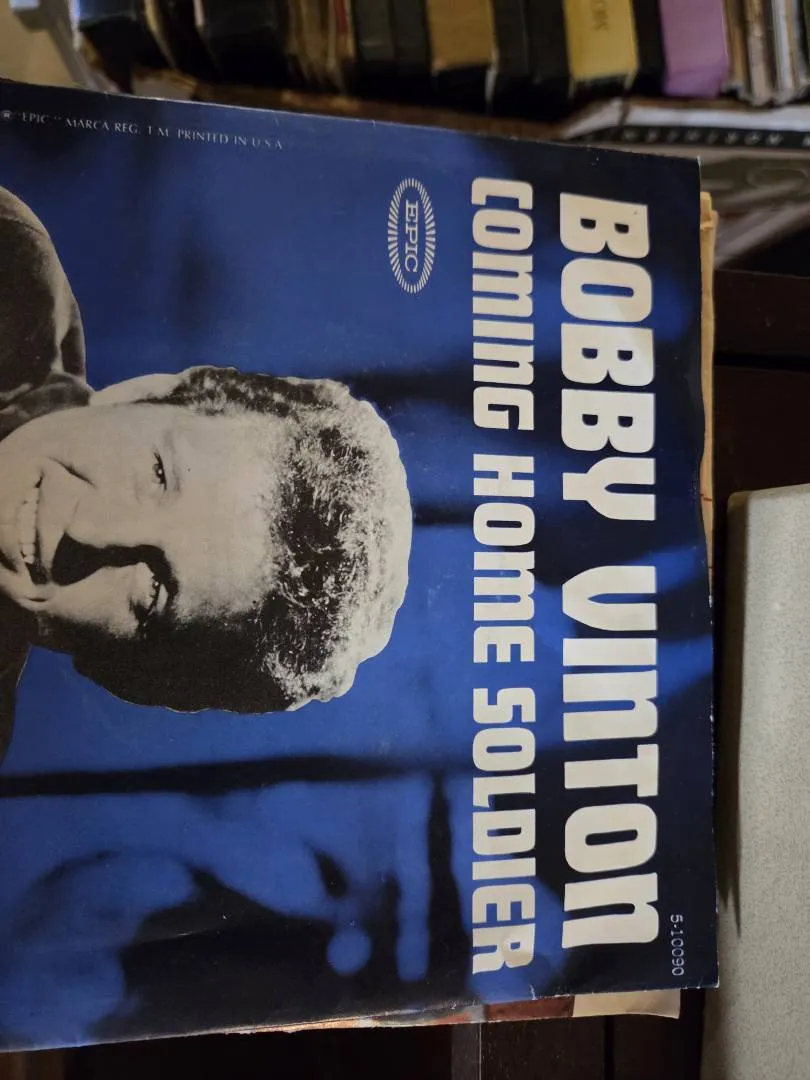 5-10090
BOBBY VINTON
COMING HOME SOLDIER
EPIC
® "EPIC" MARCA REG. T.M. PRINTED IN U.S.A